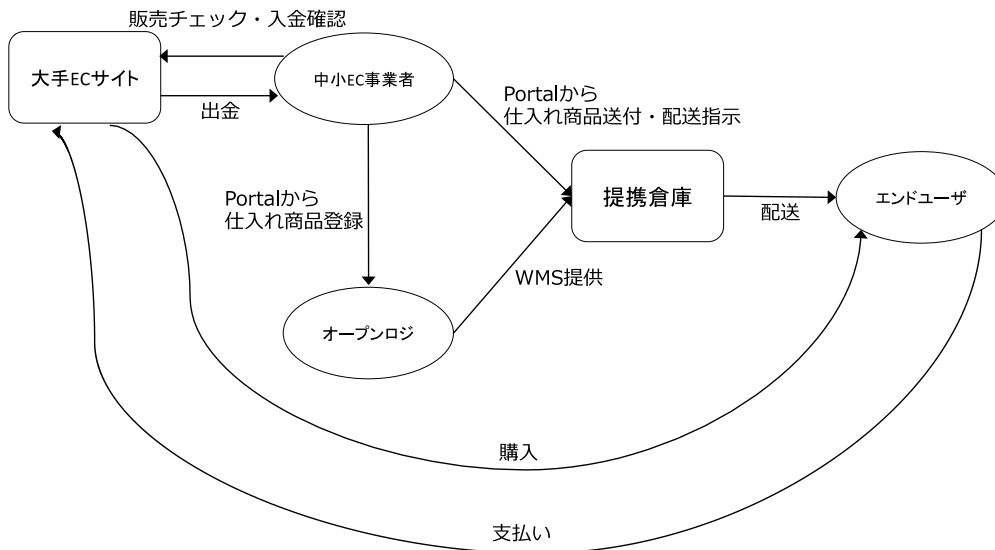 販売チェック・入金確認
大手ECサイト
中小EC事業者
出金
Portalから
仕入れ商品送付・配送指示
Portalから
仕入れ商品登録
提携倉庫
配送
エンドユーザ
WMS提供
オープンロジ
購入
支払い